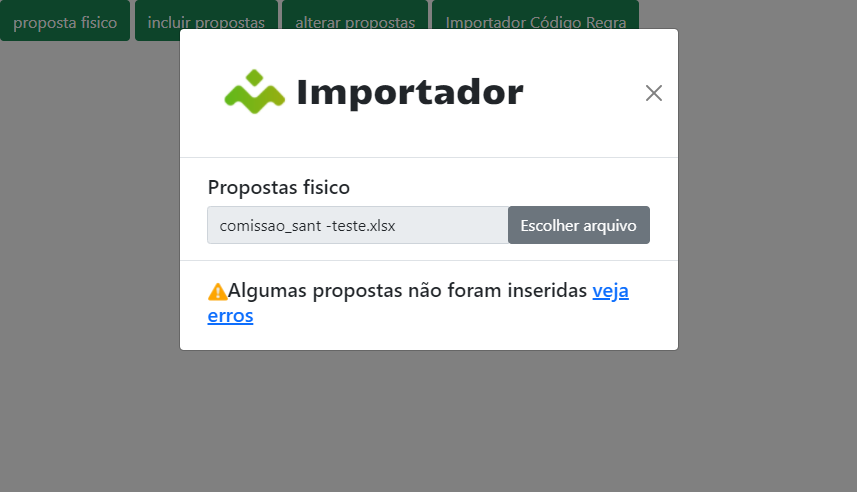 proposta fisico incluir propostas alterar propostas Importador Código Regra
Importador
Propostas fisico
comissao_sant -teste.xlsx Escolher arquivo
Algumas propostas não foram inseridas veja
erros